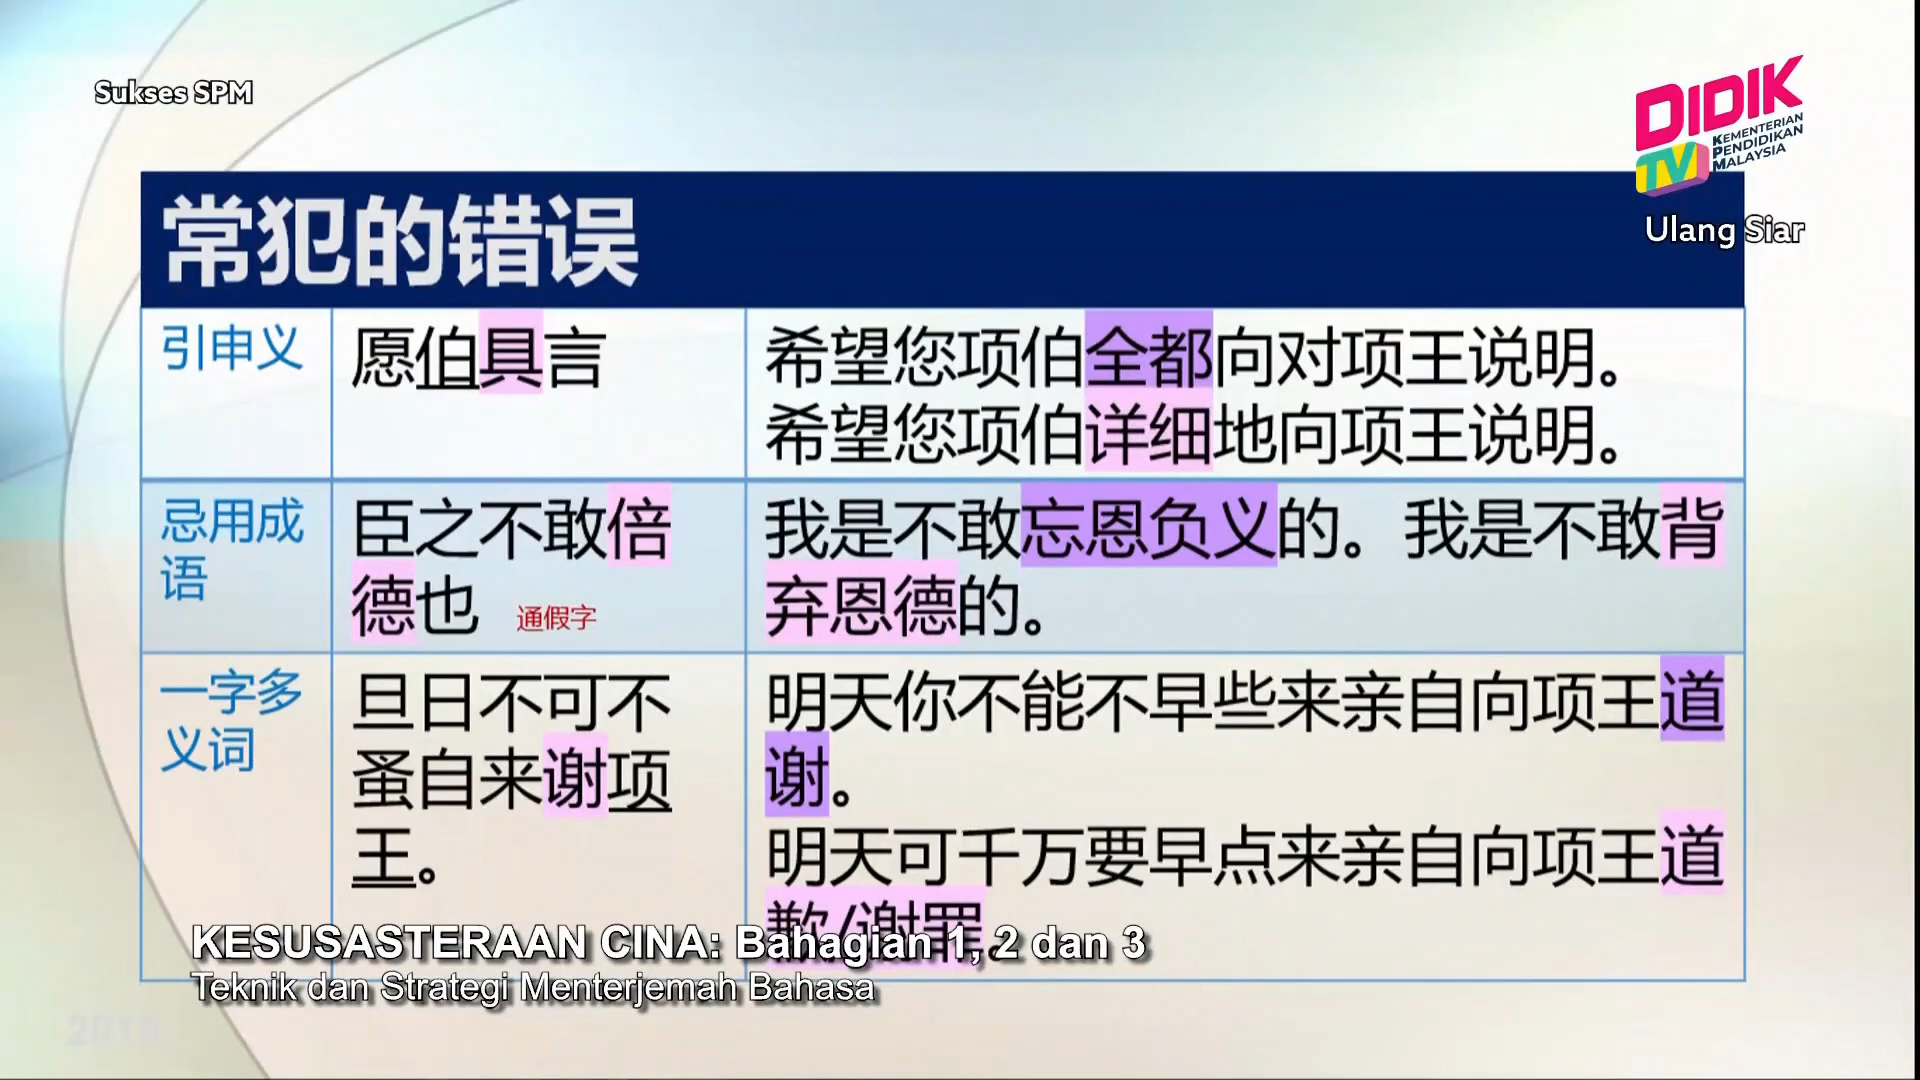 Sukses SPM
DIDIK
TV
KEMENTERIAN
PENDIDIKAN
MALAYSIA
Ulang Siar
常犯的错误
引申义
愿伯具言
希望您项伯全都向对项王说明。
希望您项伯详细地向项王说明。
忌用成
语
臣之不敢倍
德也 通假字
我是不敢忘恩负义的。我是不敢背
弃恩德的。
一字多
义词
旦日不可不
蚤自来谢项
王。
明天你不能不早些来亲自向项王道
谢。
明天可千万要早点来亲自向项王道
歉/谢罪。
KESUSASTERAAN CINA: Bahagian 1, 2 dan 3
Teknik dan Strategi Menterjemah Bahasa